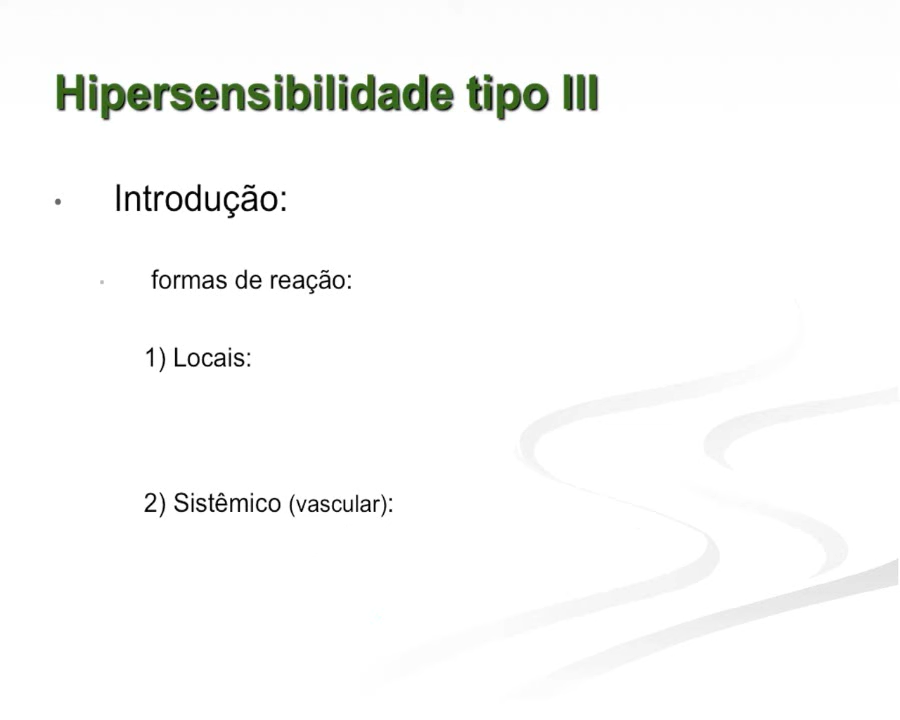 Hipersensibilidade tipo III
• Introdução:
• formas de reação:
1) Locais:
2) Sistêmico (vascular):